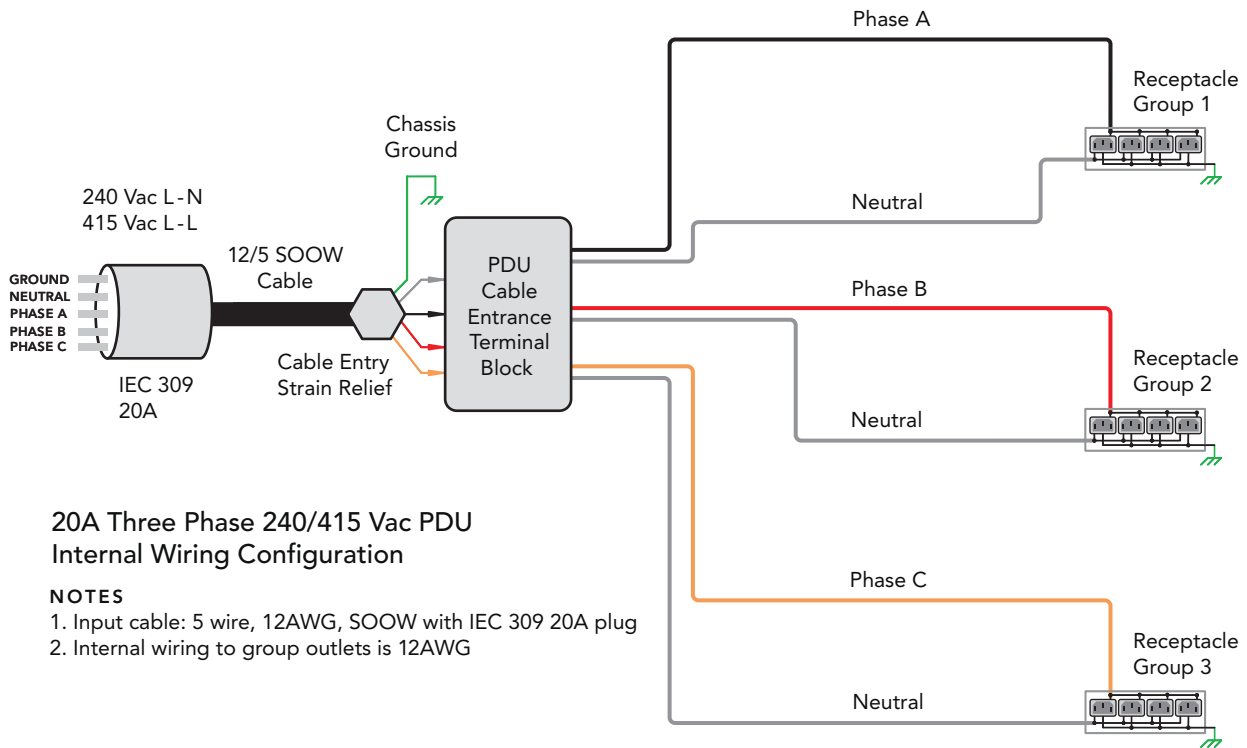 Phase A
Receptacle
Group 1
Chassis
Ground
240 Vac L-N
415 Vac L-L
Neutral
12/5 SOOW
Cable
PDU
Cable
Entrance
Terminal
Block
GROUND
NEUTRAL
PHASE A
PHASE B
PHASE C
Phase B
Cable Entry
Strain Relief
IEC 309
20A
Receptacle
Group 2
Neutral
20A Three Phase 240/415 Vac PDU
Internal Wiring Configuration
NOTES
1. Input cable: 5 wire, 12AWG, SOOW with IEC 309 20A plug
2. Internal wiring to group outlets is 12AWG
Phase C
Receptacle
Group 3
Neutral